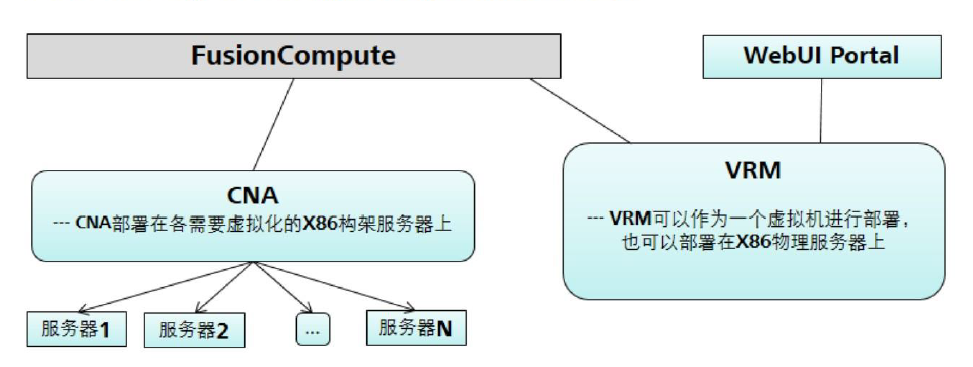 FusionCompute
WebUI Portal
CNA
--- CNA部署在各需要虚拟化的X86构架服务器上
VRM
--- VRM可以作为一个虚拟机进行部署，
也可以部署在X86物理服务器上
服务器1
服务器2
...
服务器N